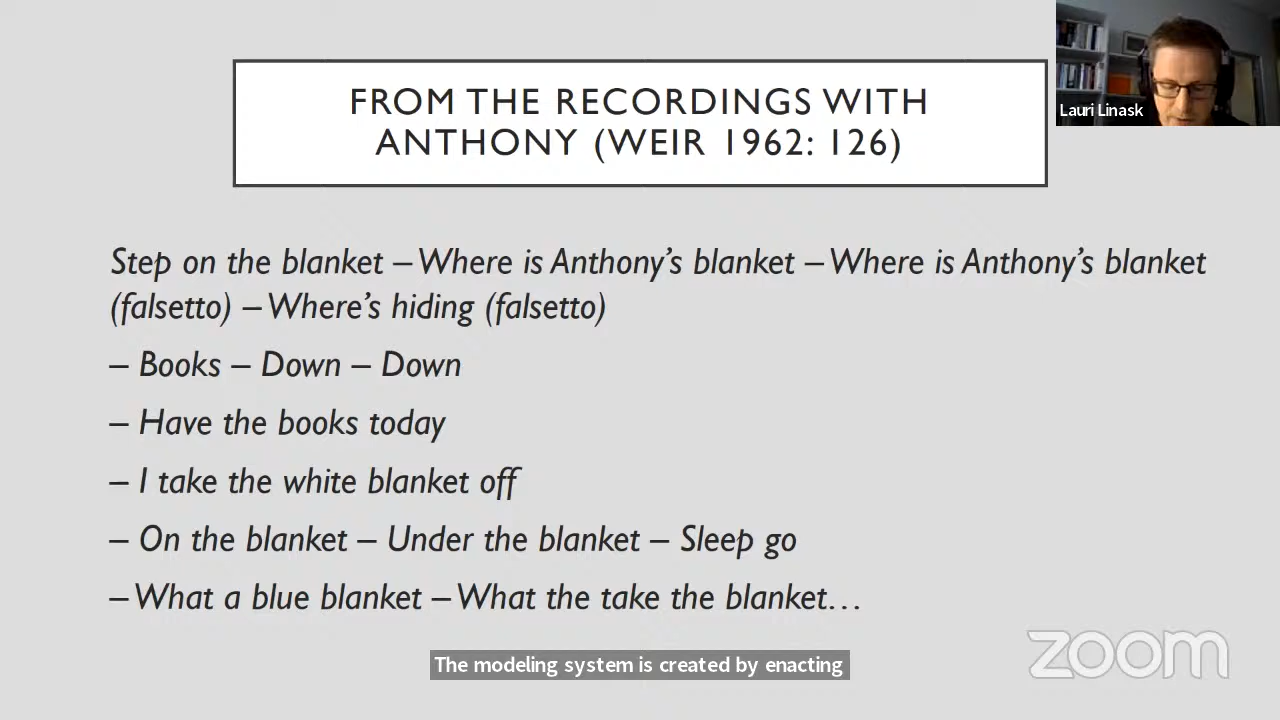 FROM THE RECORDINGS WITH
ANTHONY (WEIR 1962: 126)
Lauri Linask
Step on the blanket – Where is Anthony's blanket – Where is Anthony's blanket
(falsetto) – Where's hiding (falsetto)
– Books – Down – Down
– Have the books today
– I take the white blanket off
– On the blanket – Under the blanket – Sleep go
– What a blue blanket – What the take the blanket…
The modeling system is created by enacting
zoom